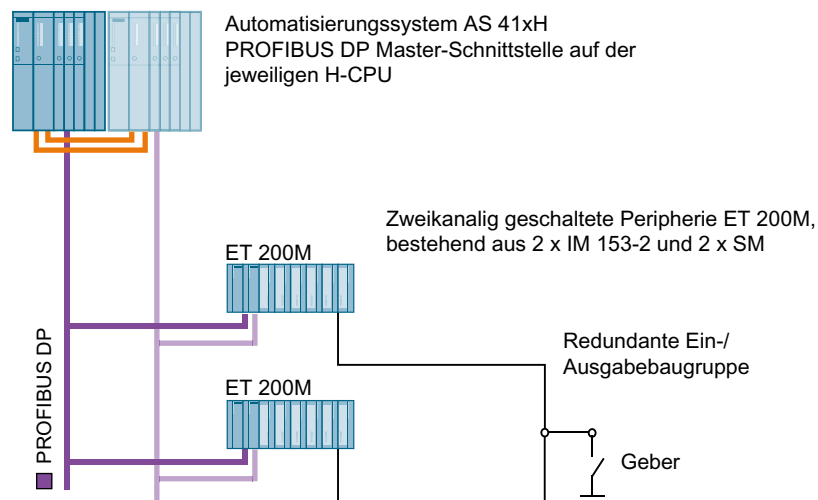 Automatisierungssystem AS 41xH
PROFIBUS DP Master-Schnittstelle auf der
jeweiligen H-CPU
Zweikanalig geschaltete Peripherie ET 200M,
bestehend aus 2 x IM 153-2 und 2 x SM
ET 200M
Redundante Ein-/
Ausgabebaugruppe
ET 200M
PROFIBUS DP
Geber